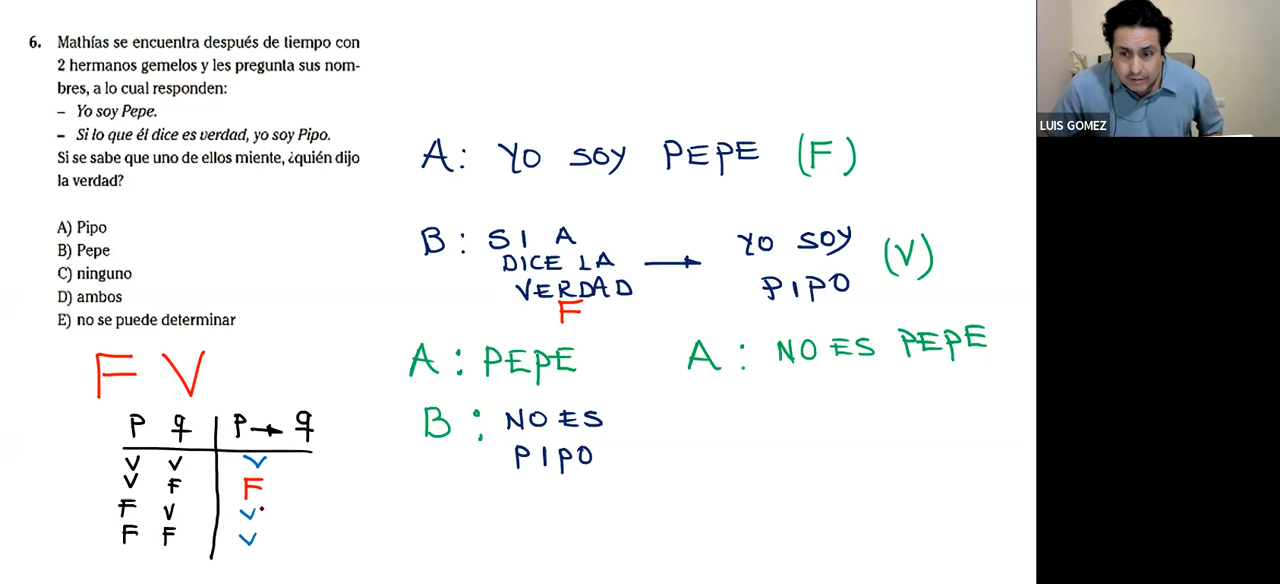 6. Mathías se encuentra después de tiempo con
2 hermanos gemelos y les pregunta sus nom-
bres, a lo cual responden:
– Yo soy Pepe.
– Si lo que él dice es verdad, yo soy Pipo.
Si se sabe que uno de ellos miente, ¿quién dijo
la verdad?
A) Pipo
B) Pepe
C) ninguno
D) ambos
E) no se puede determinar
F V
p q p → q
V V V
V F F
F V V
F F V
A: YO SOY PEPE (F)
B: SI A
DICE LA
VERDAD → YO SOY
PIPO (V)
F
A: PEPE
B: NO ES
PIPO
A: NO ES PEPE
LUIS GOMEZ